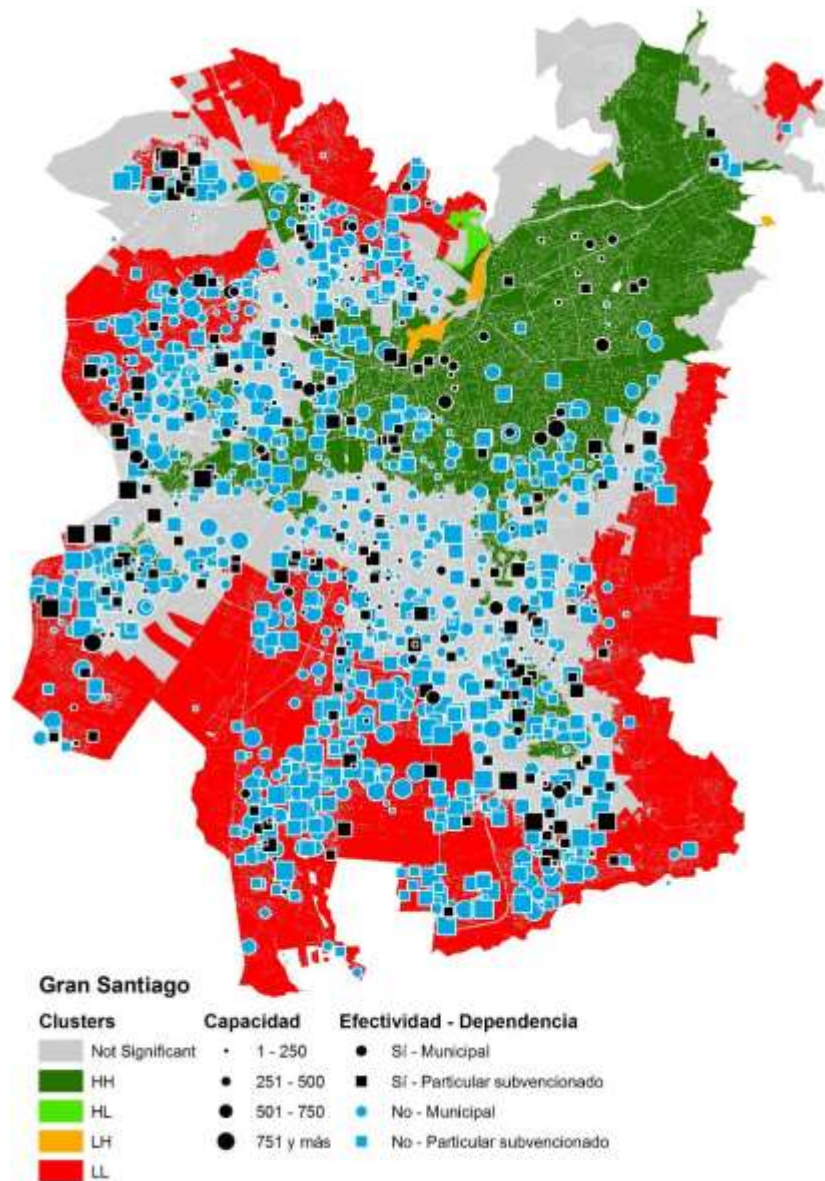 Gran Santiago
Clusters
Not Significant
HH
HL
LH
LL
Capacidad
1 - 250
251 - 500
501 - 750
751 y más
Efectividad - Dependencia
Sí - Municipal
Sí - Particular subvencionado
No - Municipal
No - Particular subvencionado